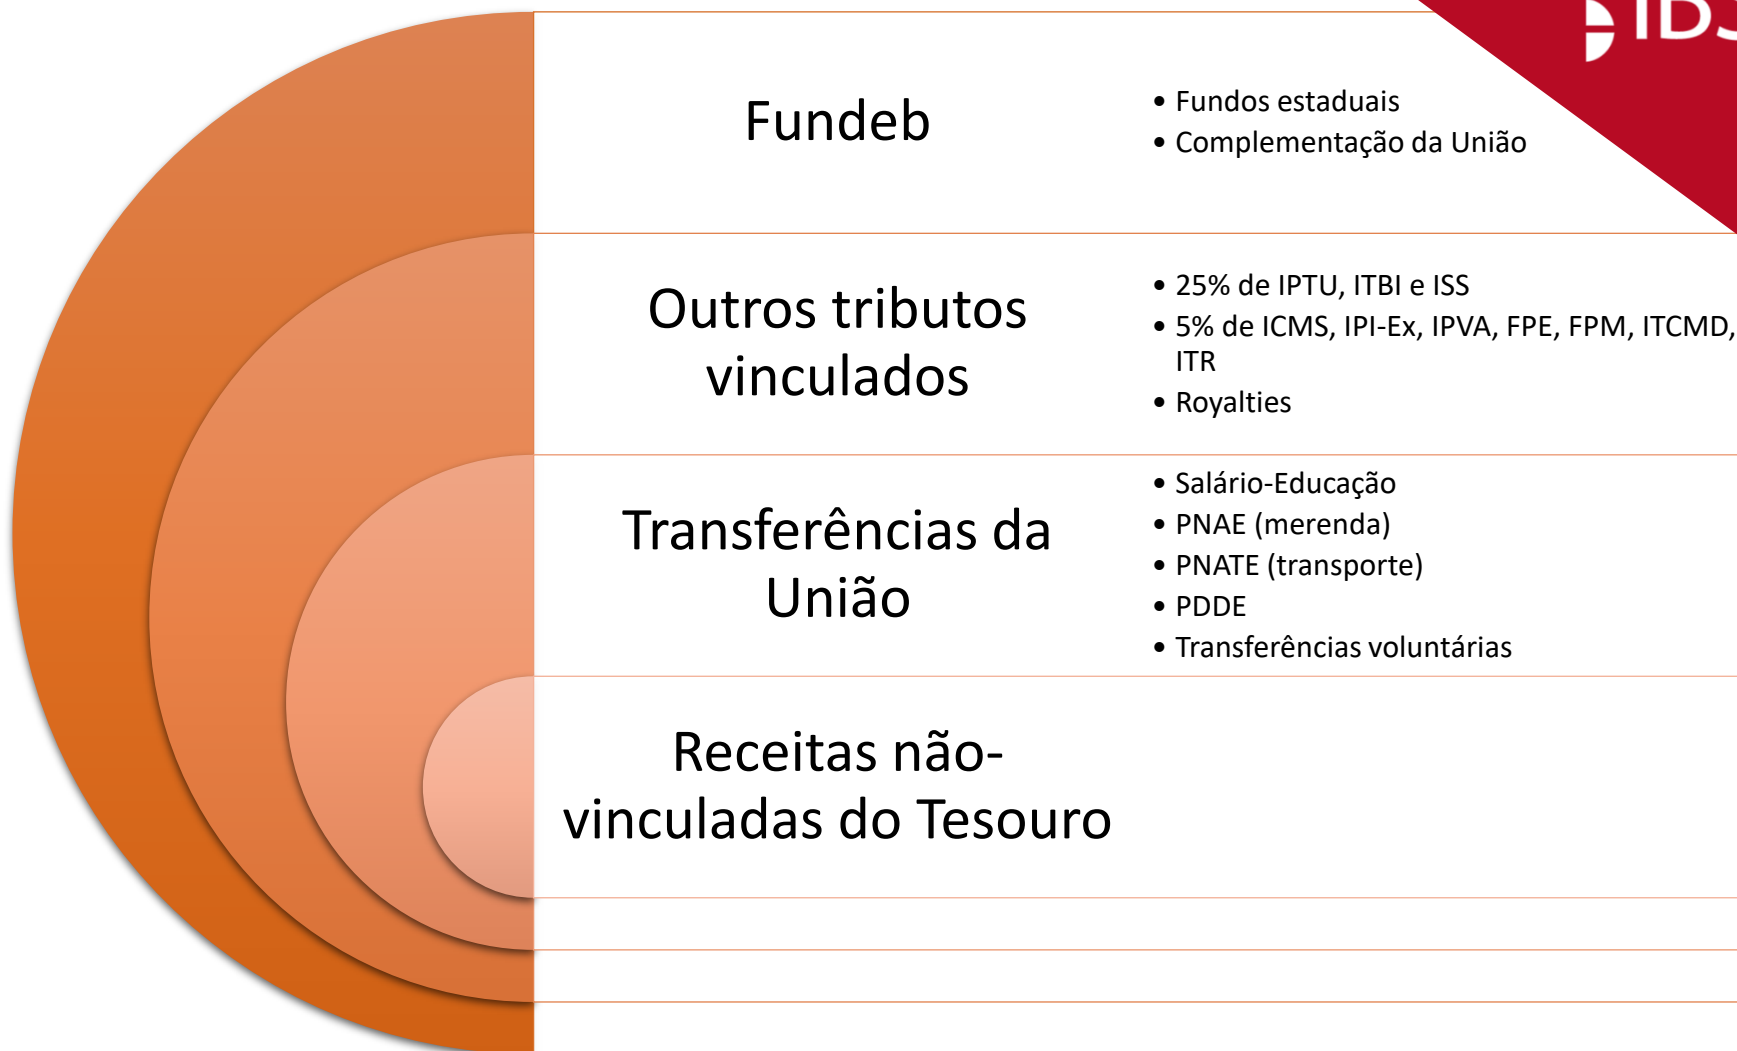 Fundeb
• Fundos estaduais
• Complementação da União
Outros tributos
vinculados
• 25% de IPTU, ITBI e ISS
• 5% de ICMS, IPI-Ex, IPVA, FPE, FPM, ITCMD,
ITR
• Royalties
Transferências da
União
• Salário-Educação
• PNAE (merenda)
• PNATE (transporte)
• PDDE
• Transferências voluntárias
Receitas não-
vinculadas do Tesouro